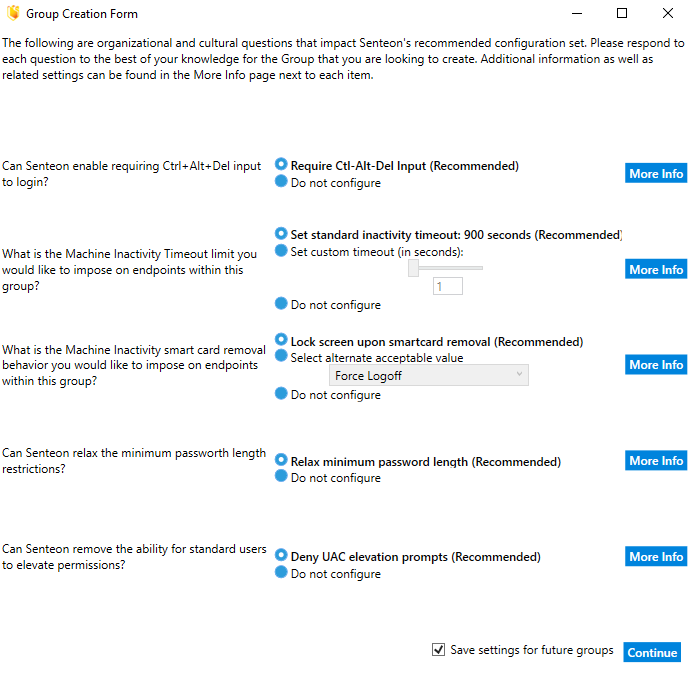 Group Creation Form
The following are organizational and cultural questions that impact Senteon's recommended configuration set. Please respond to
each question to the best of your knowledge for the Group that you are looking to create. Additional information as well as
related settings can be found in the More Info page next to each item.
Can Senteon enable requiring Ctrl+Alt+Del input
to login?
Require Ctl-Alt-Del Input (Recommended)
Do not configure
More Info
What is the Machine Inactivity Timeout limit you
would like to impose on endpoints within this
group?
Set standard inactivity timeout: 900 seconds (Recommended)
Set custom timeout (in seconds):
1
Do not configure
More Info
What is the Machine Inactivity smart card removal
behavior you would like to impose on endpoints
within this group?
Lock screen upon smartcard removal (Recommended)
Select alternate acceptable value
Force Logoff
Do not configure
More Info
Can Senteon relax the minimum passworth length
restrictions?
Relax minimum password length (Recommended)
Do not configure
More Info
Can Senteon remove the ability for standard users
to elevate permissions?
Deny UAC elevation prompts (Recommended)
Do not configure
More Info
Save settings for future groups
Continue